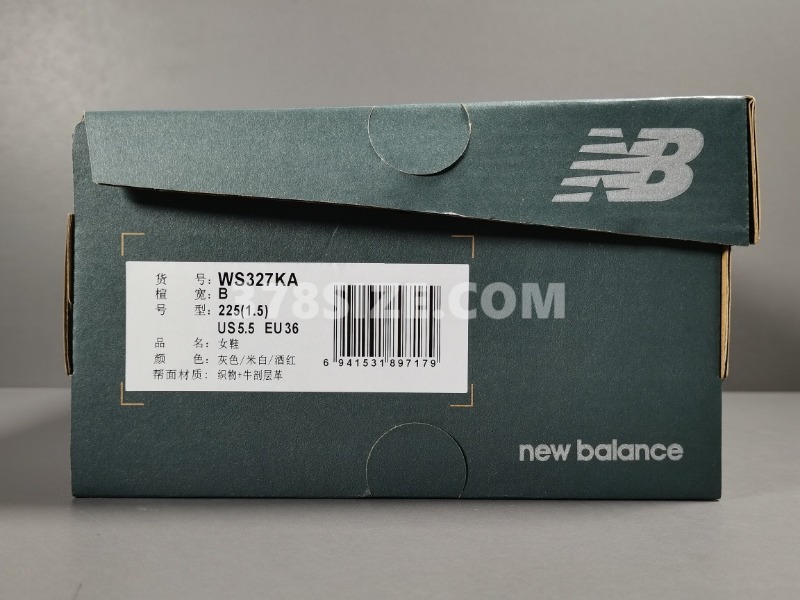 NB
货 号: WS327KA
楦 宽: B
号 型: 225(1.5)
US5.5 EU36
品 名: 女鞋
颜 色: 灰色/米白/酒红
帮面材质: 织物+牛剖层革
6 941531 897179
378SIZE.COM
new balance